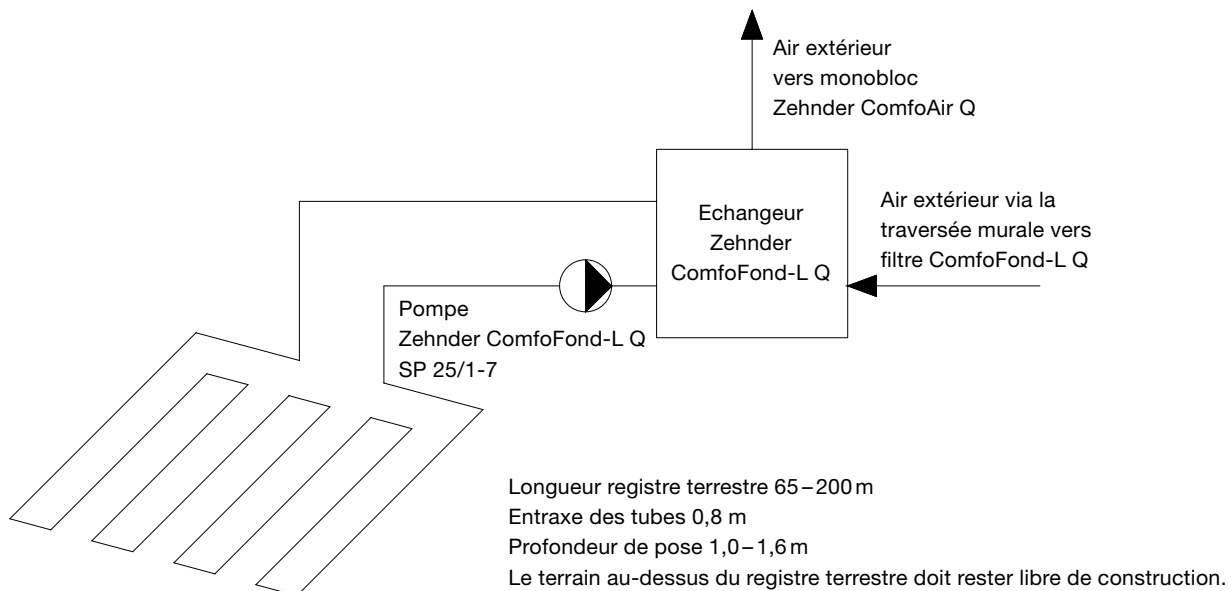 Air extérieur
vers monobloc
Zehnder ComfoAir Q
Echangeur
Zehnder
ComfoFond-L Q
Air extérieur via la
traversée murale vers
filtre ComfoFond-L Q
Pompe
Zehnder ComfoFond-L Q
SP 25/1-7
Longueur registre terrestre 65–200 m
Entraxe des tubes 0,8 m
Profondeur de pose 1,0–1,6 m
Le terrain au-dessus du registre terrestre doit rester libre de construction.